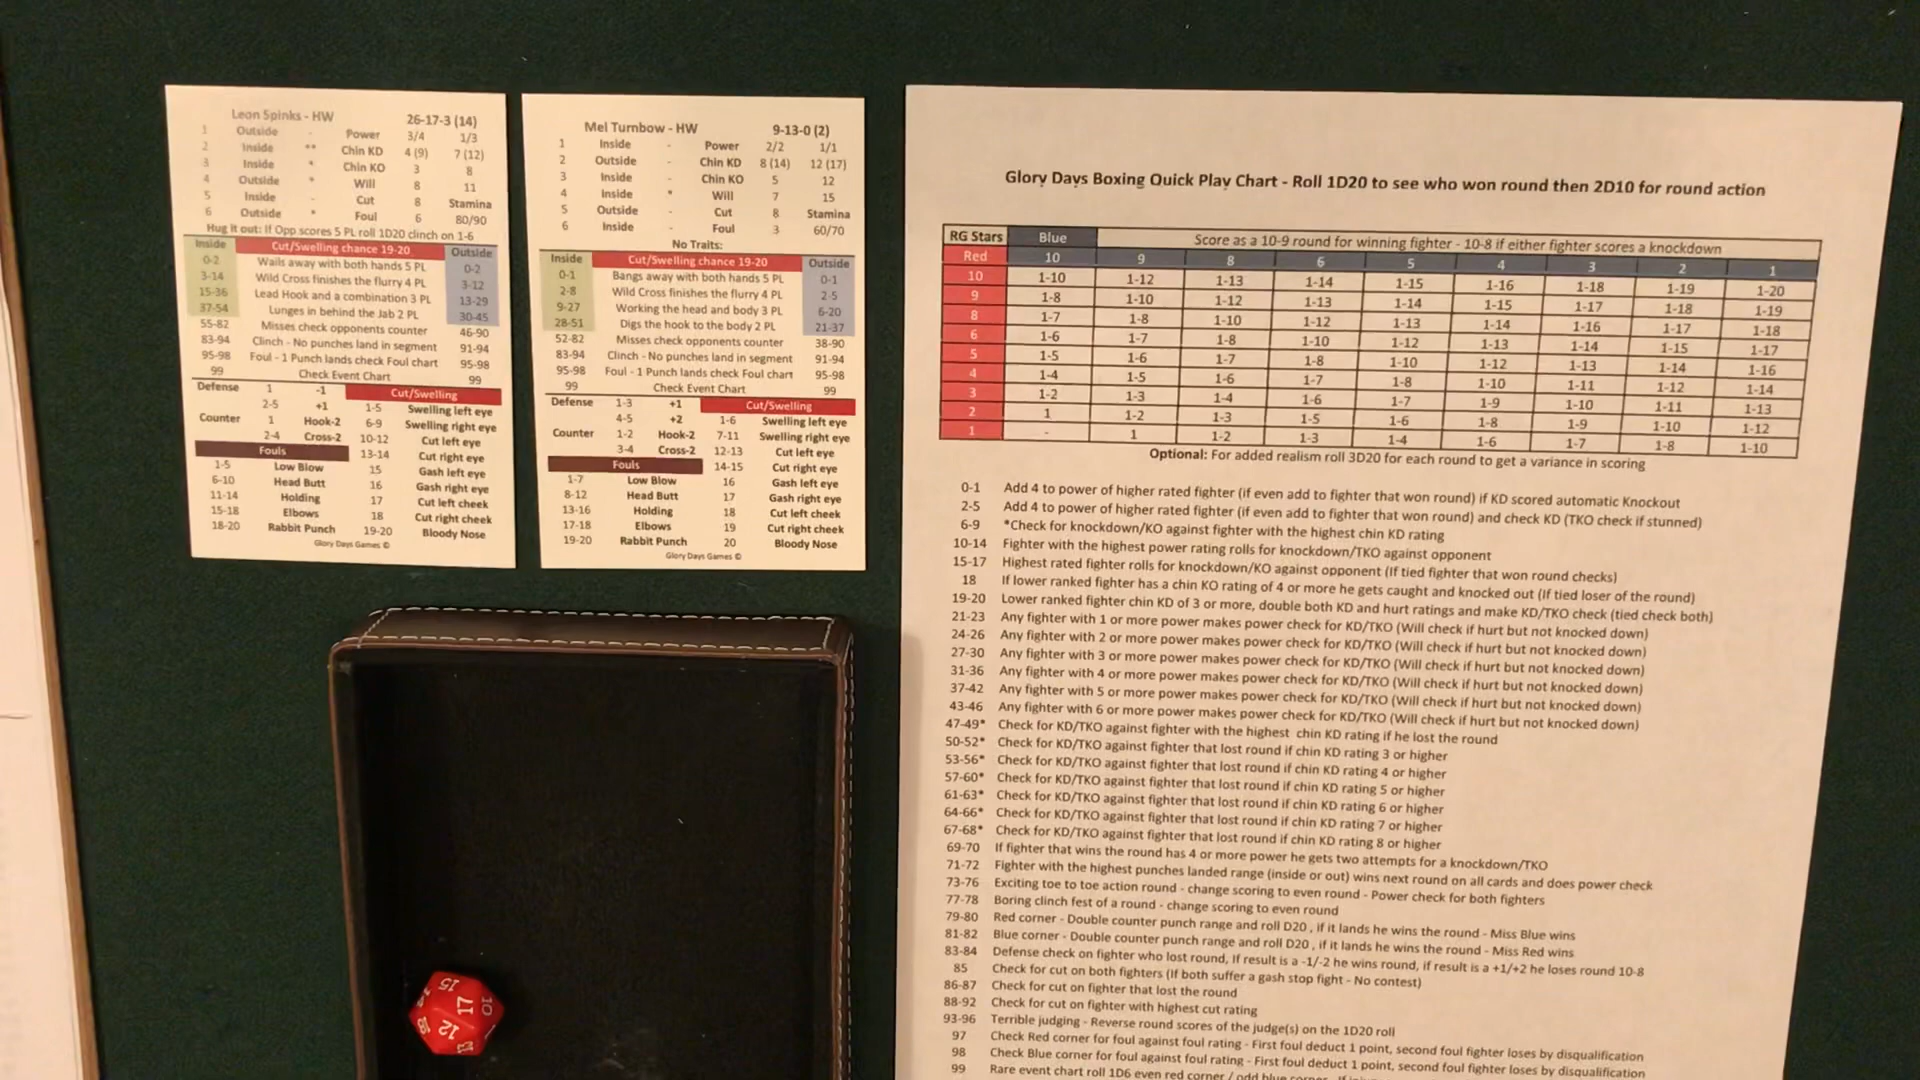 Leon Spinks - HW 26-17-3 (14)
1 Outside - Power 3/4 1/3
2 Inside ** Chin KD 4 (9) 7 (12)
3 Inside * Chin KO 3 8
4 Outside * Will 8 11
5 Inside - Cut 8 Stamina
6 Outside * Foul 6 80/90
Hug it out: If Opp scores 5 PL roll 1D20 clinch on 1-6
Inside Cut/Swelling chance 19-20 Outside
0-2 Wails away with both hands 5 PL 0-2
3-14 Wild Cross finishes the flurry 4 PL 3-12
15-36 Lead Hook and a combination 3 PL 13-29
37-54 Lunges in behind the Jab 2 PL 30-45
55-82 Misses check opponents counter 46-90
83-94 Clinch - No punches land in segment 91-94
95-98 Foul - 1 Punch lands check Foul chart 95-98
99 Check Event Chart 99
Defense 1 -1 Cut/Swelling
2-5 +1 1-5 Swelling left eye
Counter 1 Hook-2 6-9 Swelling right eye
2-4 Cross-2 10-12 Cut left eye
Fouls 13-14 Cut right eye
1-5 Low Blow 15 Gash left eye
6-10 Head Butt 16 Gash right eye
11-14 Holding 17 Cut left cheek
15-18 Elbows 18 Cut right cheek
18-20 Rabbit Punch 19-20 Bloody Nose
Glory Days Games ©
Mel Turnbow - HW 9-13-0 (2)
1 Inside - Power 2/2 1/1
2 Outside - Chin KD 8 (14) 12 (17)
3 Inside - Chin KO 5 12
4 Inside * Will 7 15
5 Outside - Cut 8 Stamina
6 Inside - Foul 3 60/70
No Traits:
Inside Cut/Swelling chance 19-20 Outside
0-1 Bangs away with both hands 5 PL 0-1
2-8 Wild Cross finishes the flurry 4 PL 2-5
9-27 Working the head and body 3 PL 6-20
28-51 Digs the hook to the body 2 PL 21-37
52-82 Misses check opponents counter 38-90
83-94 Clinch - No punches land in segment 91-94
95-98 Foul - 1 Punch lands check Foul chart 95-98
99 Check Event Chart 99
Defense 1-3 +1 Cut/Swelling
4-5 +2 1-6 Swelling left eye
Counter 1-2 Hook-2 7-11 Swelling right eye
3-4 Cross-2 12-13 Cut left eye
Fouls 14-15 Cut right eye
1-7 Low Blow 16 Gash left eye
8-12 Head Butt 17 Gash right eye
13-16 Holding 18 Cut left cheek
17-18 Elbows 19 Cut right cheek
19-20 Rabbit Punch 20 Bloody Nose
Glory Days Games ©
Glory Days Boxing Quick Play Chart - Roll 1D20 to see who won round then 2D10 for round action
RG Stars Blue Score as a 10-9 round for winning fighter - 10-8 if either fighter scores a knockdown
Red 10 9 8 6 5 4 3 2 1
10 1-10 1-12 1-13 1-14 1-15 1-16 1-18 1-19 1-20
9 1-8 1-10 1-12 1-13 1-14 1-15 1-17 1-18 1-19
8 1-7 1-8 1-10 1-12 1-13 1-14 1-16 1-17 1-18
6 1-6 1-7 1-8 1-10 1-12 1-13 1-14 1-15 1-17
5 1-5 1-6 1-7 1-8 1-10 1-12 1-13 1-14 1-16
4 1-4 1-5 1-6 1-7 1-8 1-10 1-11 1-12 1-14
3 1-2 1-3 1-4 1-6 1-7 1-9 1-10 1-11 1-13
2 1 1-2 1-3 1-5 1-6 1-8 1-9 1-10 1-12
1 - 1 1-2 1-3 1-4 1-6 1-7 1-8 1-10
Optional: For added realism roll 3D20 for each round to get a variance in scoring
0-1 Add 4 to power of higher rated fighter (if even add to fighter that won round) if KD scored automatic Knockout
2-5 Add 4 to power of higher rated fighter (if even add to fighter that won round) and check KD (TKO check if stunned)
6-9 *Check for knockdown/KO against fighter with the highest chin KD rating
10-14 Fighter with the highest power rating rolls for knockdown/TKO against opponent
15-17 Highest rated fighter rolls for knockdown/KO against opponent (If tied fighter that won round checks)
18 If lower ranked fighter has a chin KO rating of 4 or more he gets caught and knocked out (If tied loser of the round)
19-20 Lower ranked fighter chin KD of 3 or more, double both KD and hurt ratings and make KD/TKO check (tied check both)
21-23 Any fighter with 1 or more power makes power check for KD/TKO (Will check if hurt but not knocked down)
24-26 Any fighter with 2 or more power makes power check for KD/TKO (Will check if hurt but not knocked down)
27-30 Any fighter with 3 or more power makes power check for KD/TKO (Will check if hurt but not knocked down)
31-36 Any fighter with 4 or more power makes power check for KD/TKO (Will check if hurt but not knocked down)
37-42 Any fighter with 5 or more power makes power check for KD/TKO (Will check if hurt but not knocked down)
43-46 Any fighter with 6 or more power makes power check for KD/TKO (Will check if hurt but not knocked down)
47-49* Check for KD/TKO against fighter with the highest chin KD rating if he lost the round
50-52* Check for KD/TKO against fighter that lost round if chin KD rating 3 or higher
53-56* Check for KD/TKO against fighter that lost round if chin KD rating 4 or higher
57-60* Check for KD/TKO against fighter that lost round if chin KD rating 5 or higher
61-63* Check for KD/TKO against fighter that lost round if chin KD rating 6 or higher
64-66* Check for KD/TKO against fighter that lost round if chin KD rating 7 or higher
67-68* Check for KD/TKO against fighter that lost round if chin KD rating 8 or higher
69-70 If fighter that wins the round has 4 or more power he gets two attempts for a knockdown/TKO
71-72 Fighter with the highest punches landed range (inside or out) wins next round on all cards and does power check
73-76 Exciting toe to toe action round - change scoring to even round - Power check for both fighters
77-78 Boring clinch fest of a round - change scoring to even round
79-80 Red corner - Double counter punch range and roll D20 , if it lands he wins the round - Miss Blue wins
81-82 Blue corner - Double counter punch range and roll D20 , if it lands he wins the round - Miss Red wins
83-84 Defense check on fighter who lost round, If result is a -1/-2 he wins round, if result is a +1/+2 he loses round 10-8
85 Check for cut on both fighters (If both suffer a gash stop fight - No contest)
86-87 Check for cut on fighter that lost the round
88-92 Check for cut on fighter with highest cut rating
93-96 Terrible judging - Reverse round scores of the judge(s) on the 1D20 roll
97 Check Red corner for foul against foul rating - First foul deduct 1 point, second foul fighter loses by disqualification
98 Check Blue corner for foul against foul rating - First foul deduct 1 point, second foul fighter loses by disqualification
99 Rare event chart roll 1D6 even red corner / odd blue corner
15
17
10
12
18